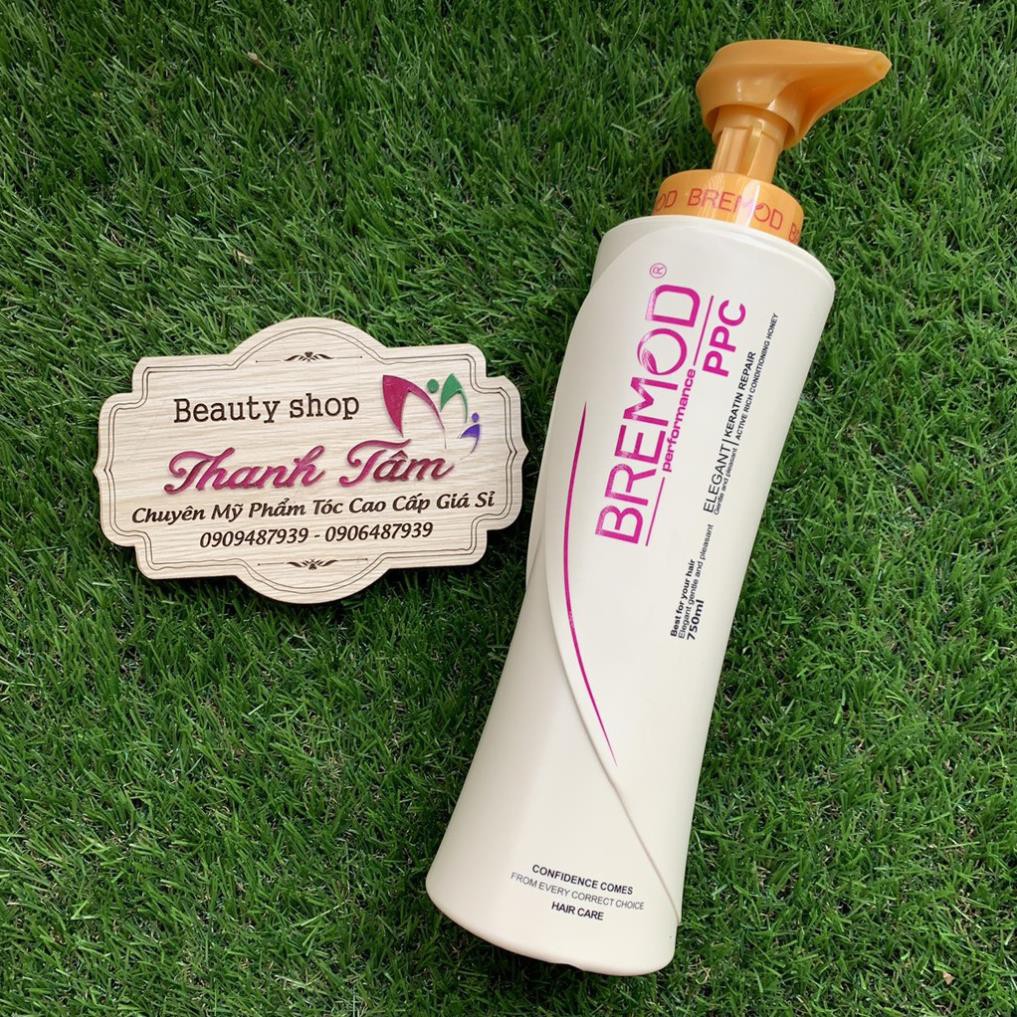 Beauty shop
Thanh Tâm
Chuyên Mỹ Phẩm Tóc Cao Cấp Giá Sỉ
0909487939 - 0906487939
BREMOD
BREMOD®
performance
PPC
ELEGANT | KERATIN REPAIR
Gentle and pleasant | ACTIVE RICH CONDITIONING HONEY
Best for your hair
Elegant gentle and pleasant
750ml
CONFIDENCE COMES
FROM EVERY CORRECT CHOICE
HAIR CARE